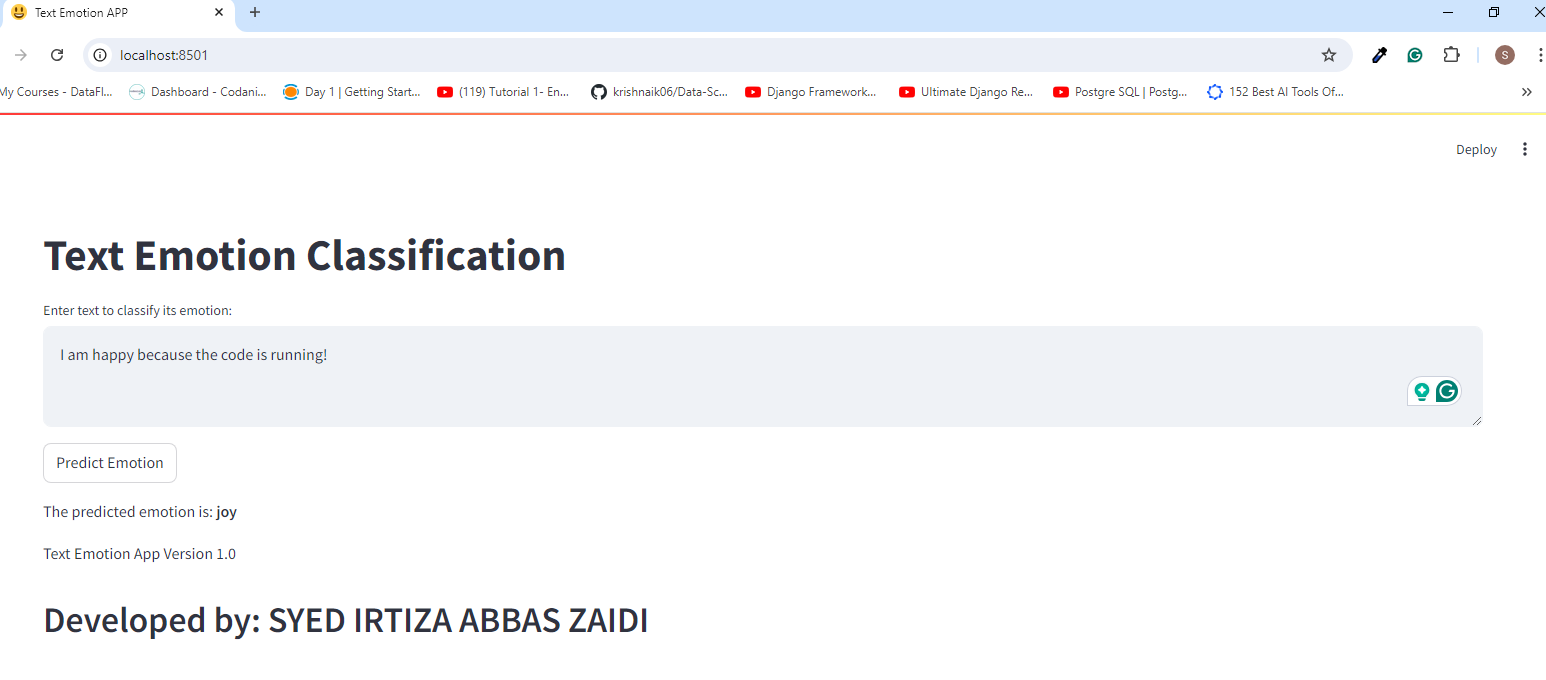 Text Emotion APP
localhost:8501
S
My Courses - DataFl... Dashboard - Codani... Day 1 | Getting Start... (119) Tutorial 1- En... krishnaik06/Data-Sc... Django Framework... Ultimate Django Re... Postgre SQL | Postg... 152 Best AI Tools Of...
Deploy
Text Emotion Classification
Enter text to classify its emotion:
I am happy because the code is running!
Predict Emotion
The predicted emotion is: joy
Text Emotion App Version 1.0
Developed by: SYED IRTIZA ABBAS ZAIDI